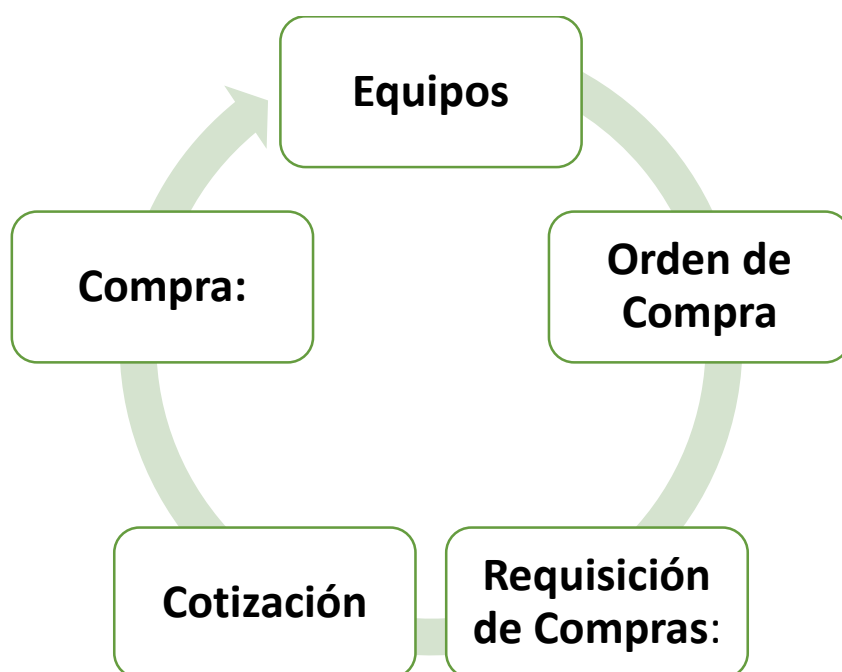 Equipos
Orden de
Compra
Requisición
de Compras:
Cotización
Compra: